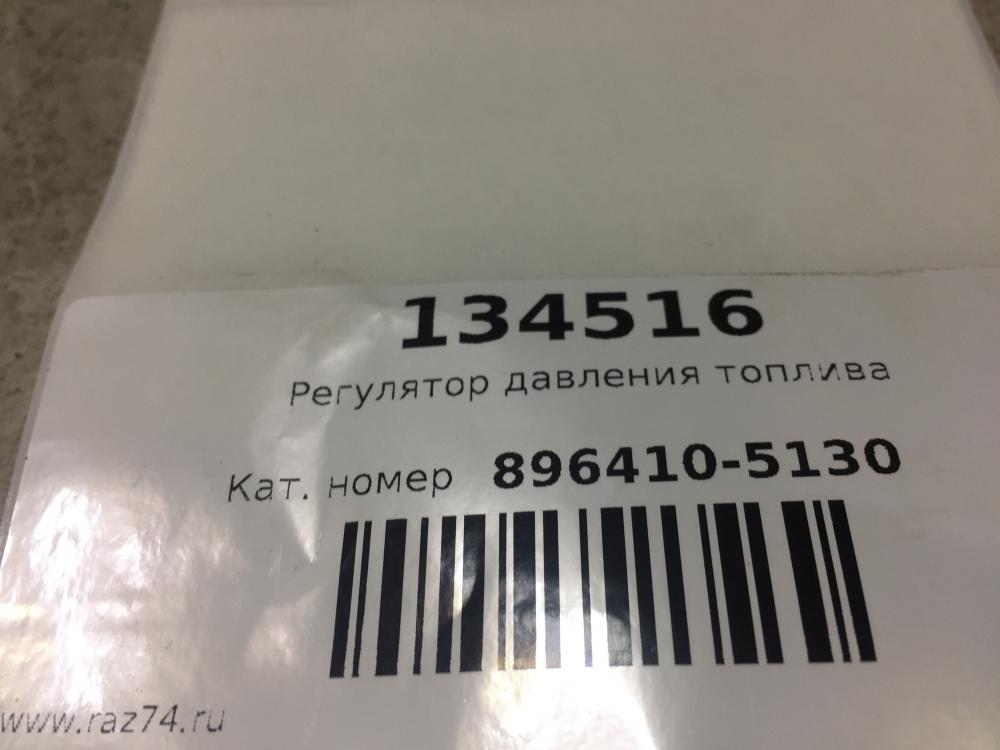 134516
Регулятор давления топлива
Кат. номер 896410-5130
www.raz74.ru